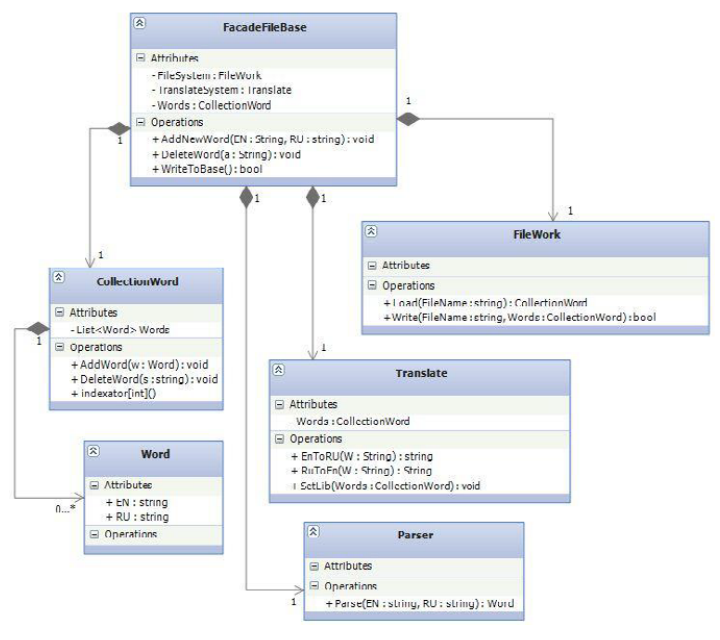 FacadeFileBase
Attributes
- FileSystem : FileWork
- TranslateSystem : Translate
- Words : CollectionWord
Operations
+ AddNewWord(EN : String, RU : string) : void
+ DeleteWord(a : String) : void
+ WriteToBase() : bool
1
1
1
1
1
FileWork
Attributes
Operations
+ Load(FileName : string) : CollectionWord
+ Write(FileName : string, Words : CollectionWord) : bool
1
CollectionWord
Attributes
- List<Word> Words
Operations
+ AddWord(w : Word) : void
+ DeleteWord(s : string) : void
+ indexator[int]()
1
1
Translate
Attributes
Words : CollectionWord
Operations
+ EnToRU(W : String) : string
+ RuToEn(W : String) : String
+ SetLib(Words : CollectionWord) : void
Word
Attributes
+ EN : string
+ RU : string
Operations
0...*
Parser
Attributes
Operations
+ Parse(EN : string, RU : string) : Word
1